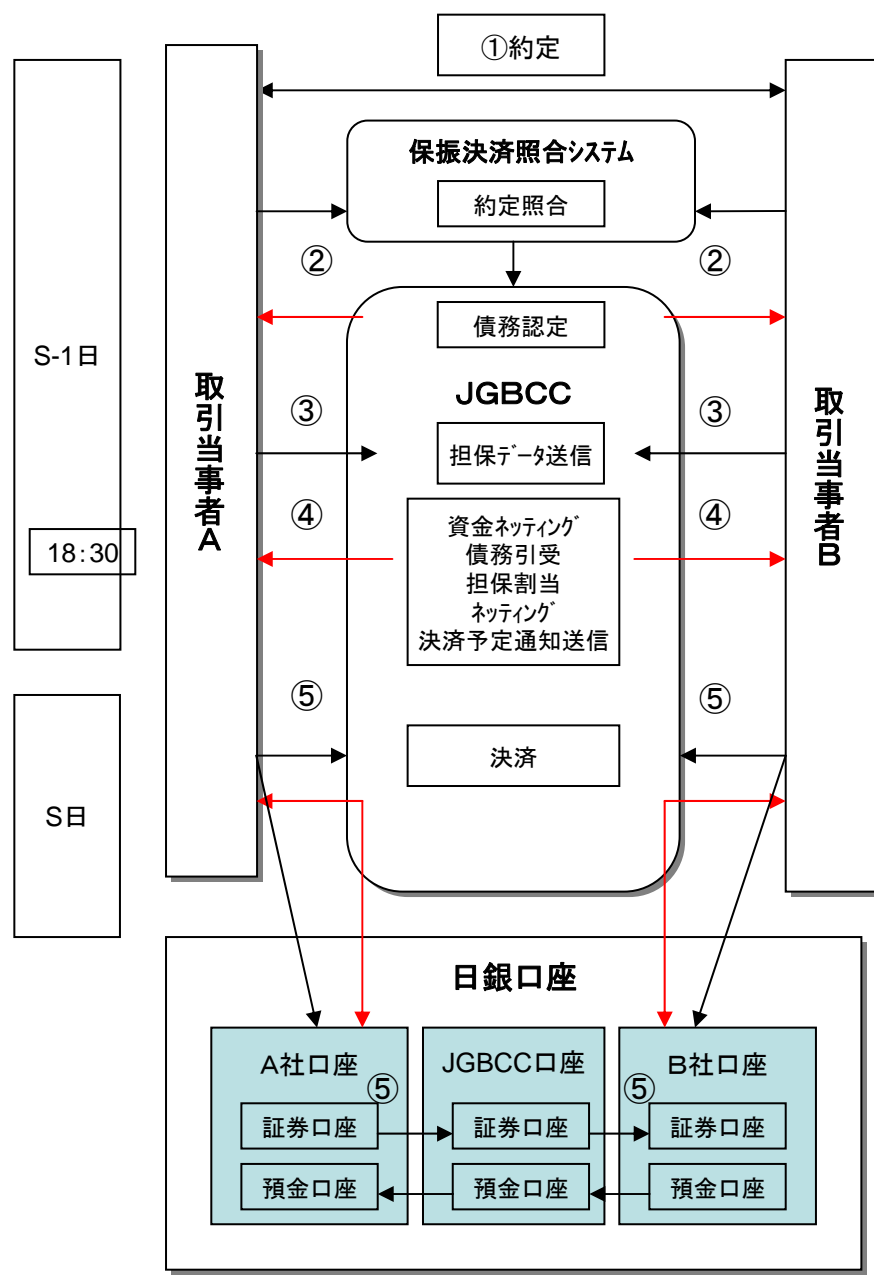 ①約定
保振決済照合システム
約定照合
②
②
債務認定
S-1日
JGBCC
取引当事者A
取引当事者B
③
③
担保データ送信
④
④
18:30
資金ネッティング
債務引受
担保割当
ネッティング
決済予定通知送信
⑤
⑤
決済
S日
日銀口座
A社口座
JGBCC口座
B社口座
⑤
⑤
証券口座
証券口座
証券口座
預金口座
預金口座
預金口座